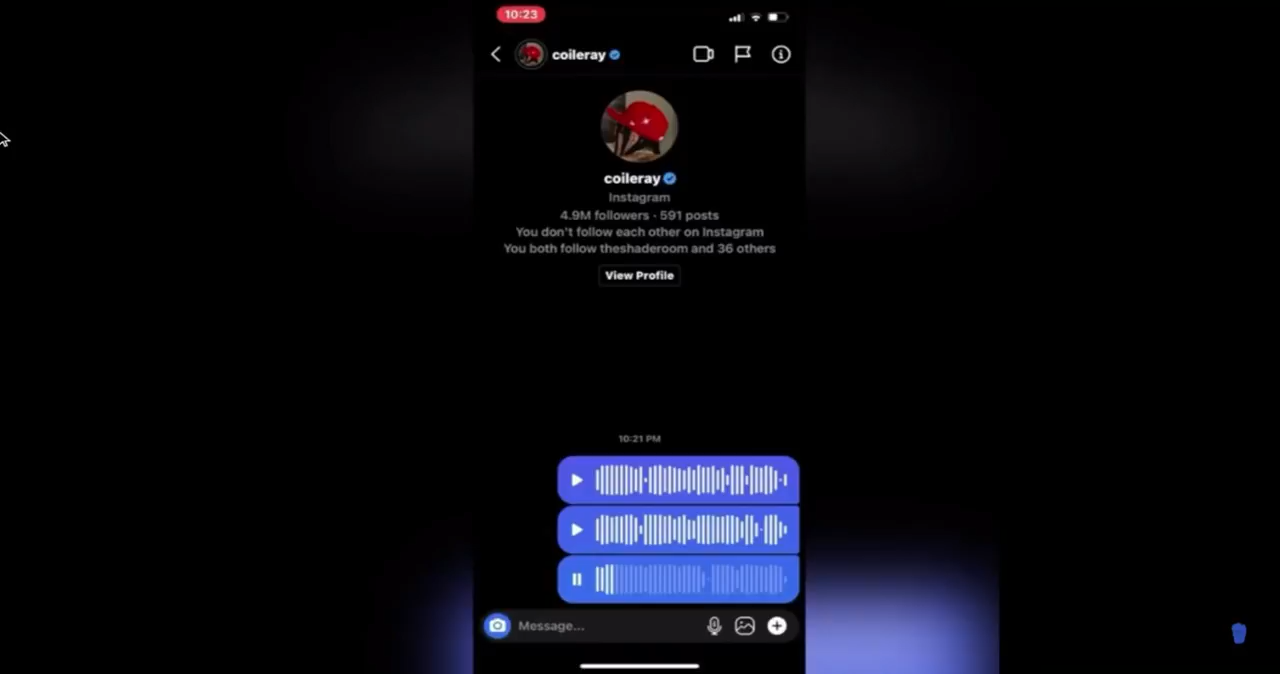 10:23
coileray
coileray
Instagram
4.9M followers · 591 posts
You don't follow each other on Instagram
You both follow theshaderoom and 36 others
View Profile
10:21 PM
Message...